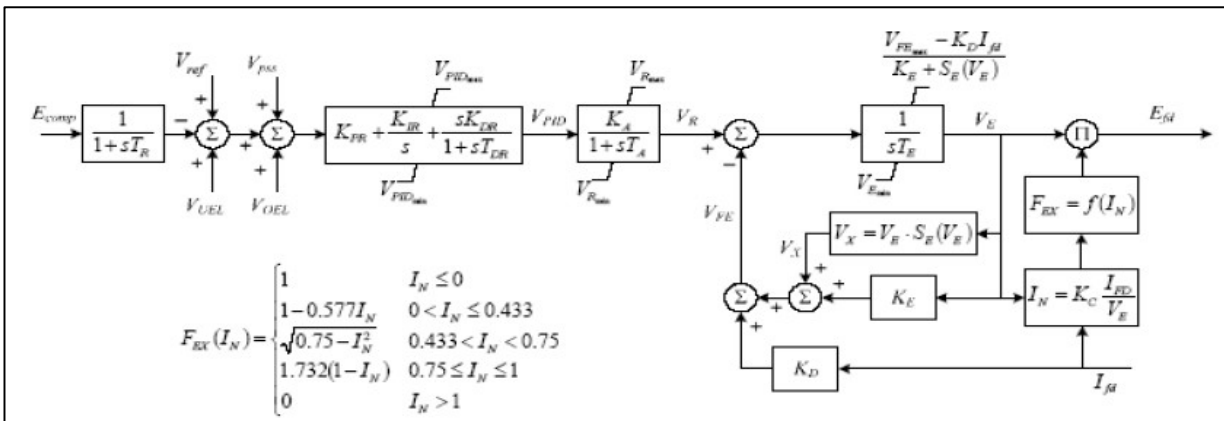 E_comp
1
1+sT_R
V_ref
V_pss
+
+
−
Σ
+
+
Σ
+
+
V_UEL
V_OEL
V_PIDmax
K_PR + K_IR/s + sK_DR/(1+sT_DR)
V_PIDmin
V_PID
V_Rmax
K_A
1+sT_A
V_Rmin
V_R
+
Σ
−
V_FE
V_FEmax − K_D I_fd
K_E + S_E(V_E)
1
sT_E
V_Emin
V_E
Π
E_fd
F_EX = f(I_N)
V_X = V_E · S_E(V_E)
V_X
+
+
Σ
+
+
Σ
K_E
I_N = K_C I_FD/V_E
K_D
I_fd
F_EX(I_N) =
1 I_N ≤ 0
1−0.577I_N 0 < I_N ≤ 0.433
√(0.75−I_N²) 0.433 < I_N < 0.75
1.732(1−I_N) 0.75 ≤ I_N ≤ 1
0 I_N > 1